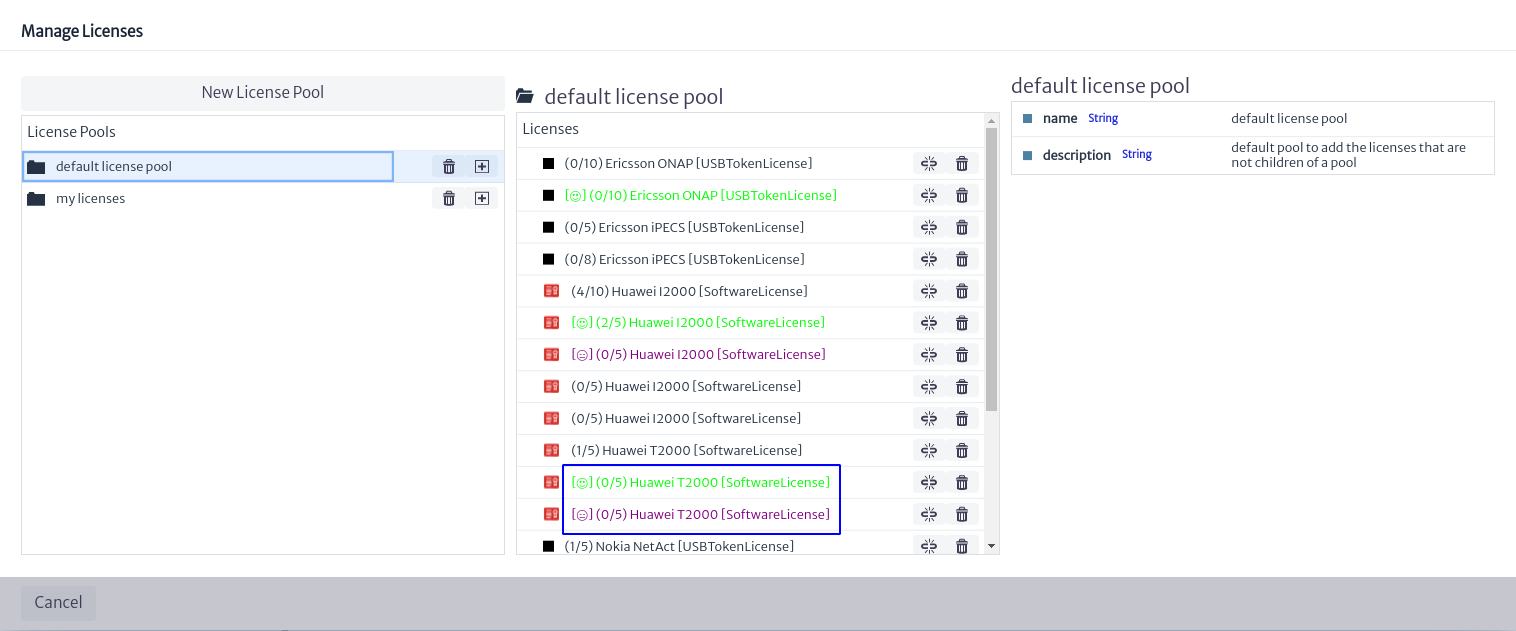 Manage Licenses
New License Pool
License Pools
default license pool
my licenses
default license pool
Licenses
(0/10) Ericsson ONAP [USBTokenLicense]
[🙂] (0/10) Ericsson ONAP [USBTokenLicense]
(0/5) Ericsson iPECS [USBTokenLicense]
(0/8) Ericsson iPECS [USBTokenLicense]
(4/10) Huawei I2000 [SoftwareLicense]
[🙂] (2/5) Huawei I2000 [SoftwareLicense]
[😐] (0/5) Huawei I2000 [SoftwareLicense]
(0/5) Huawei I2000 [SoftwareLicense]
(0/5) Huawei I2000 [SoftwareLicense]
(1/5) Huawei T2000 [SoftwareLicense]
[🙂] (0/5) Huawei T2000 [SoftwareLicense]
[😐] (0/5) Huawei T2000 [SoftwareLicense]
(1/5) Nokia NetAct [USBTokenLicense]
default license pool
name String default license pool
description String default pool to add the licenses that are
not children of a pool
Cancel